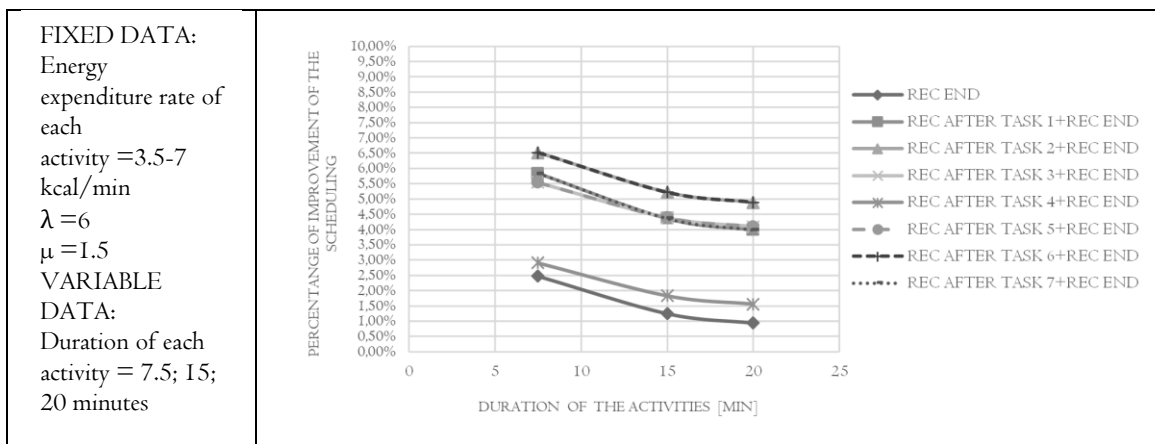 FIXED DATA:
Energy
expenditure rate of
each
activity =3.5-7
kcal/min
λ =6
μ =1.5
VARIABLE
DATA:
Duration of each
activity = 7.5; 15;
20 minutes
PERCENTANGE OF IMPROVEMENT OF THE
SCHEDULING
10,00%
9,50%
9,00%
8,50%
8,00%
7,50%
7,00%
6,50%
6,00%
5,50%
5,00%
4,50%
4,00%
3,50%
3,00%
2,50%
2,00%
1,50%
1,00%
0,50%
0,00%
0
5
10
15
20
25
DURATION OF THE ACTIVITIES [MIN]
REC END
REC AFTER TASK 1+REC END
REC AFTER TASK 2+REC END
REC AFTER TASK 3+REC END
REC AFTER TASK 4+REC END
REC AFTER TASK 5+REC END
REC AFTER TASK 6+REC END
REC AFTER TASK 7+REC END